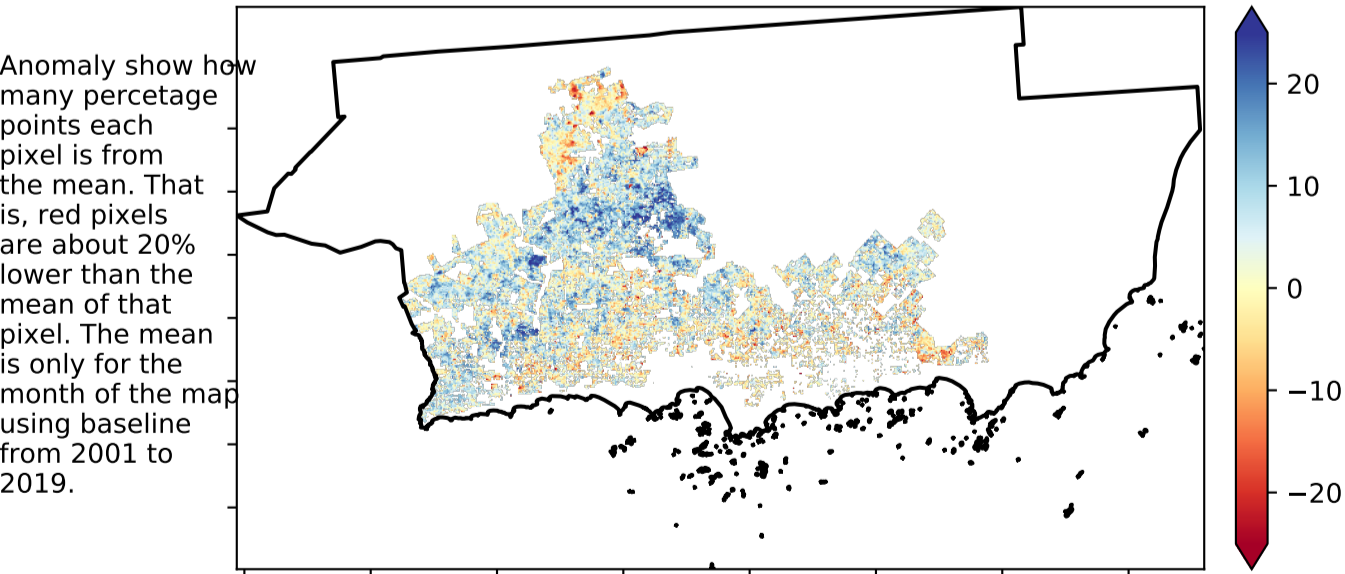 Anomaly show how
many percetage
points each
pixel is from
the mean. That
is, red pixels
are about 20%
lower than the
mean of that
pixel. The mean
is only for the
month of the map
using baseline
from 2001 to
2019.
20
10
0
−10
−20